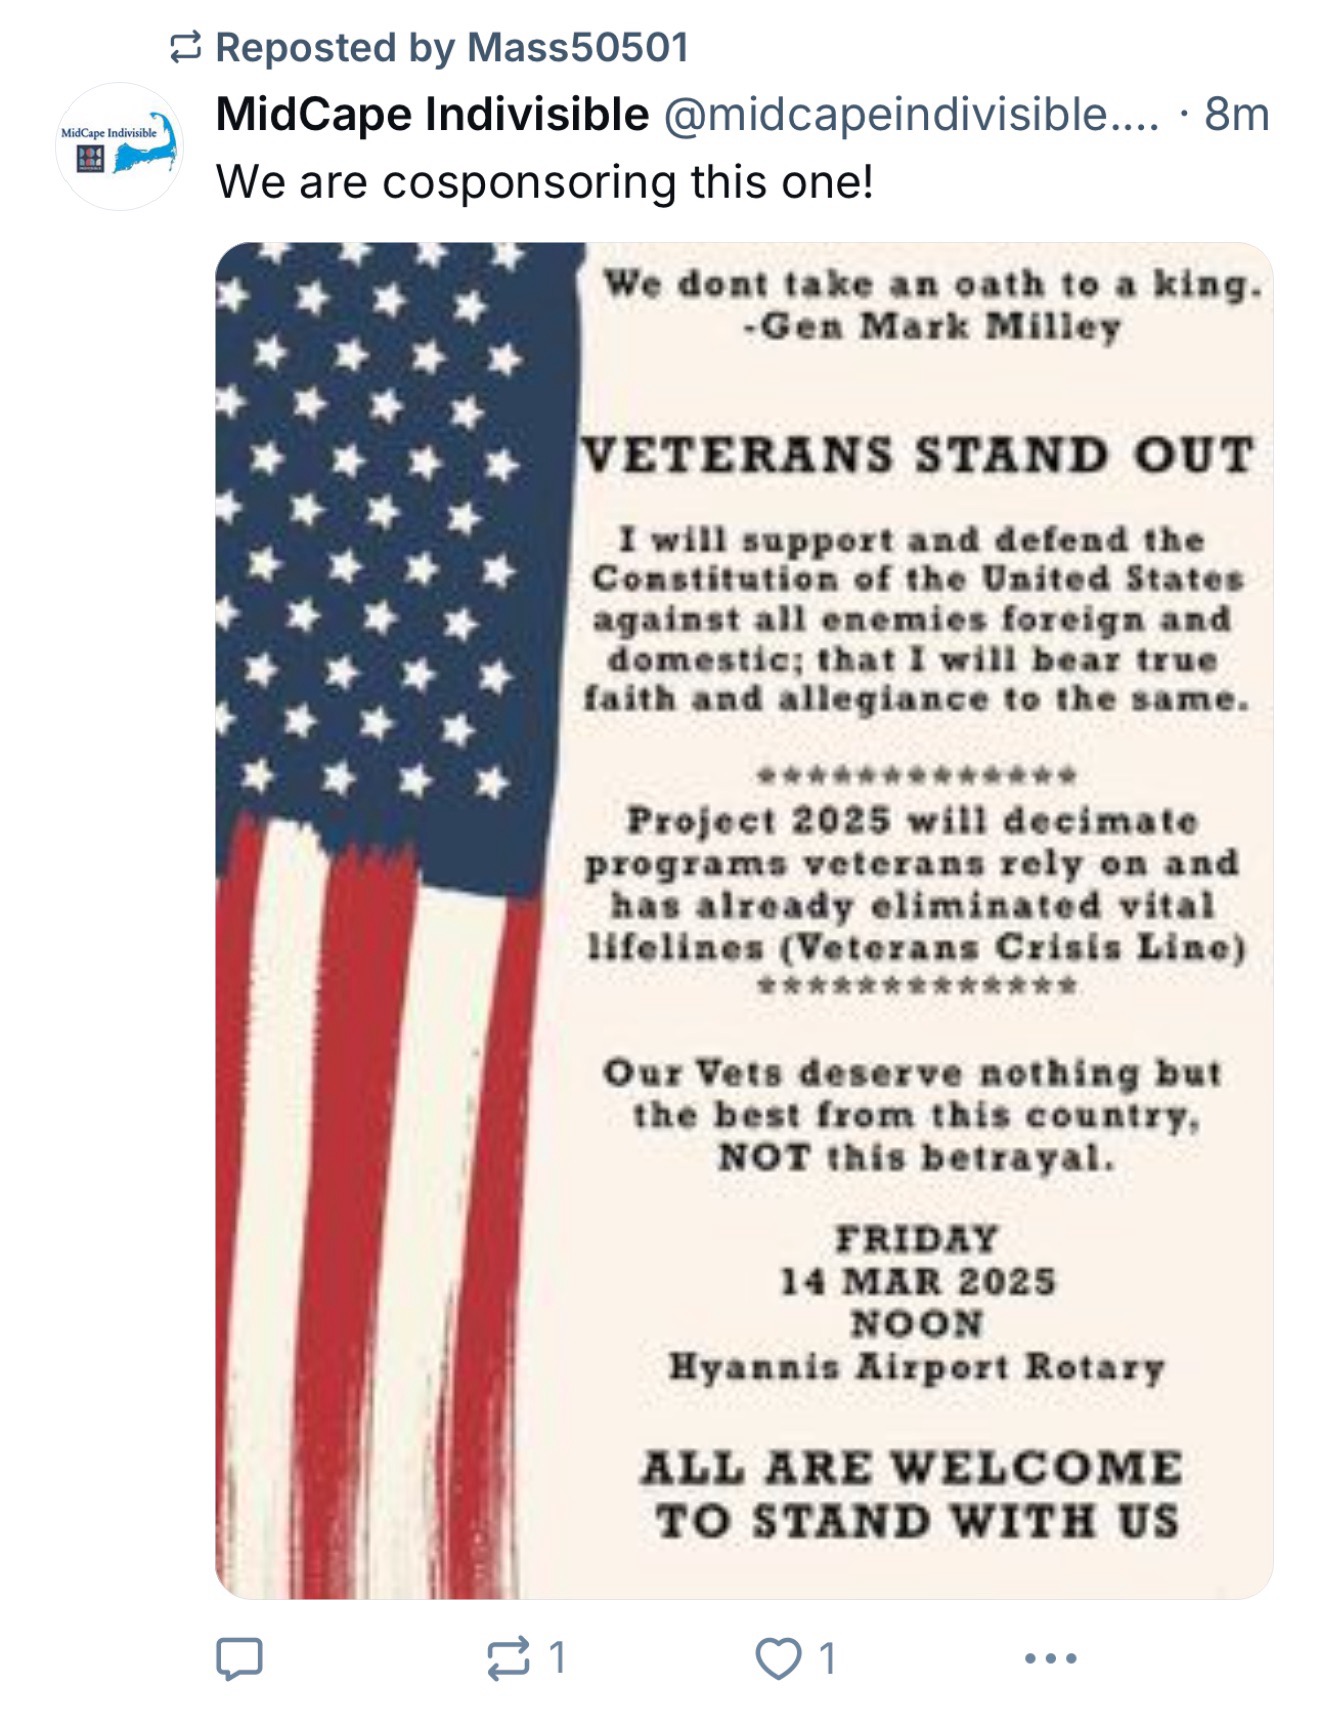 Reposted by Mass50501
MidCape Indivisible @midcapeindivisible.... · 8m
MidCape Indivisible
We are cosponsoring this one!
We dont take an oath to a king.
-Gen Mark Milley
VETERANS STAND OUT
I will support and defend the
Constitution of the United States
against all enemies foreign and
domestic; that I will bear true
faith and allegiance to the same.
*************
Project 2025 will decimate
programs veterans rely on and
has already eliminated vital
lifelines (Veterans Crisis Line)
*************
Our Vets deserve nothing but
the best from this country,
NOT this betrayal.
FRIDAY
14 MAR 2025
NOON
Hyannis Airport Rotary
ALL ARE WELCOME
TO STAND WITH US
1
1